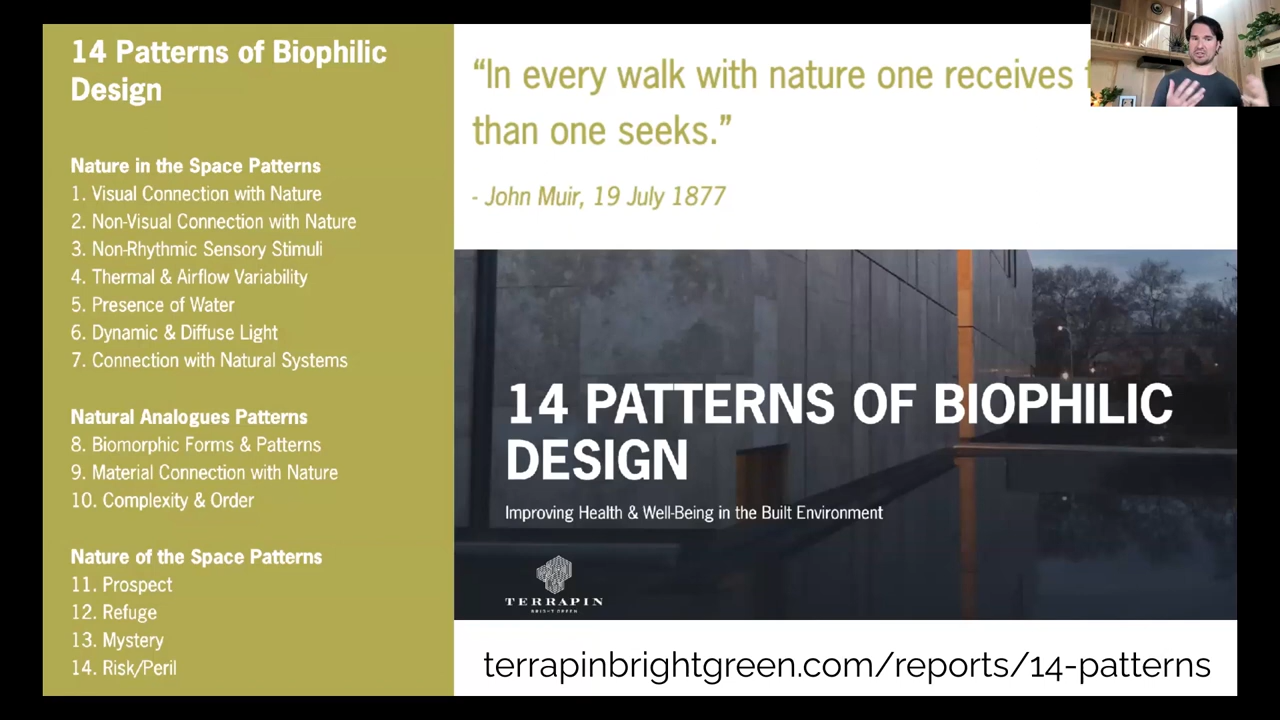 14 Patterns of Biophilic
Design
Nature in the Space Patterns
1. Visual Connection with Nature
2. Non-Visual Connection with Nature
3. Non-Rhythmic Sensory Stimuli
4. Thermal & Airflow Variability
5. Presence of Water
6. Dynamic & Diffuse Light
7. Connection with Natural Systems
Natural Analogues Patterns
8. Biomorphic Forms & Patterns
9. Material Connection with Nature
10. Complexity & Order
Nature of the Space Patterns
11. Prospect
12. Refuge
13. Mystery
14. Risk/Peril
“In every walk with nature one receives
than one seeks.”
- John Muir, 19 July 1877
14 PATTERNS OF BIOPHILIC
DESIGN
Improving Health & Well-Being in the Built Environment
TERRAPIN
BRIGHT GREEN
terrapinbrightgreen.com/reports/14-patterns